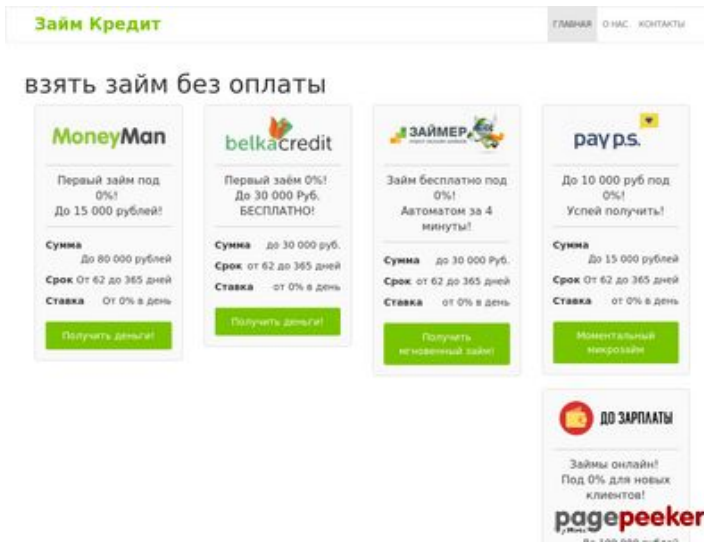 Займ Кредит
ГЛАВНАЯ О НАС КОНТАКТЫ
взять займ без оплаты
MoneyMan
Первый займ под
0%!
До 15 000 рублей!
Сумма
До 80 000 рублей
Срок От 62 до 365 дней
Ставка От 0% в день
Получить деньги!
belkacredit
Первый заём 0%!
До 30 000 Руб.
БЕСПЛАТНО!
Сумма до 30 000 руб.
Срок от 62 до 365 дней
Ставка от 0% в день
Получить деньги!
ЗАЙМЕР
Займ бесплатно под
0%!
Автоматом за 4
минуты!
Сумма до 30 000 Руб.
Срок от 62 до 365 дней
Ставка от 0% в день
Получить
мгновенный займ!
pay p.s.
До 10 000 руб под
0%!
Успей получить!
Сумма
До 15 000 рублей
Срок От 62 до 365 дней
Ставка От 0% в день
Моментальный
микрозайм
ДО ЗАРПЛАТЫ
Займы онлайн!
Под 0% для новых
клиентов!
pagepeeker
До 100 000 рублей